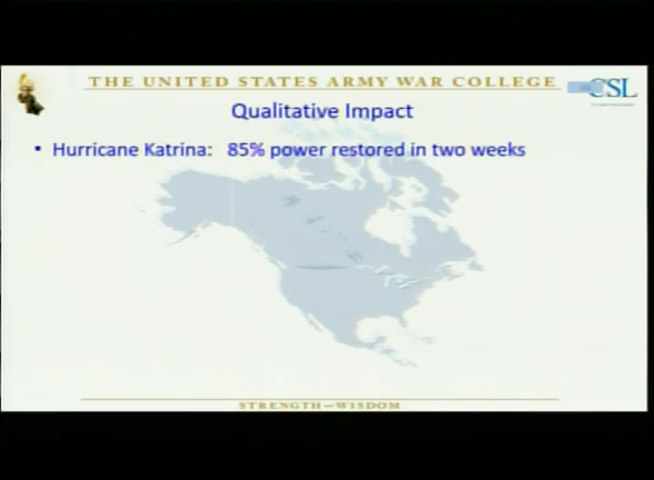 THE UNITED STATES ARMY WAR COLLEGE
CSL
Qualitative Impact
• Hurricane Katrina: 85% power restored in two weeks
STRENGTH—WISDOM